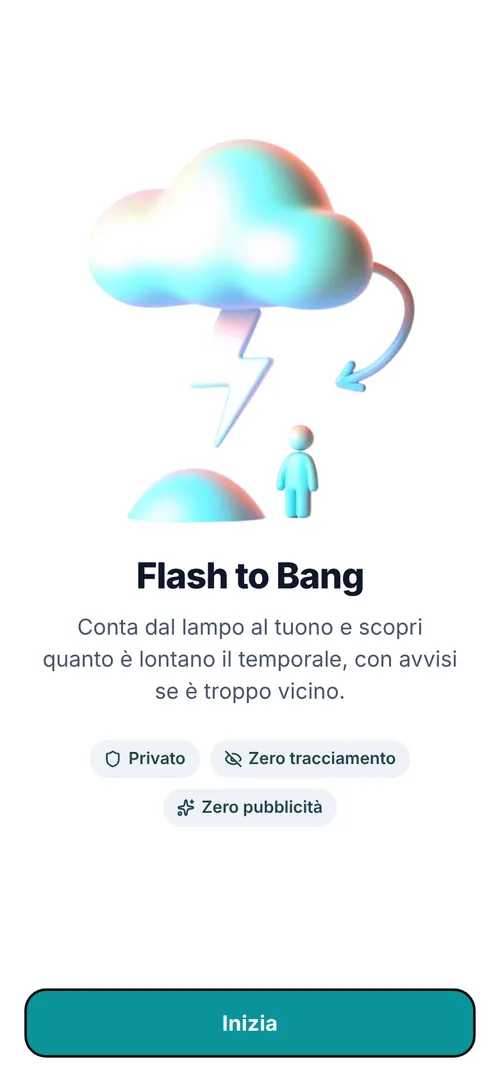 Flash to Bang
Conta dal lampo al tuono e scopri
quanto è lontano il temporale, con avvisi
se è troppo vicino.
Privato
Zero tracciamento
Zero pubblicità
Inizia